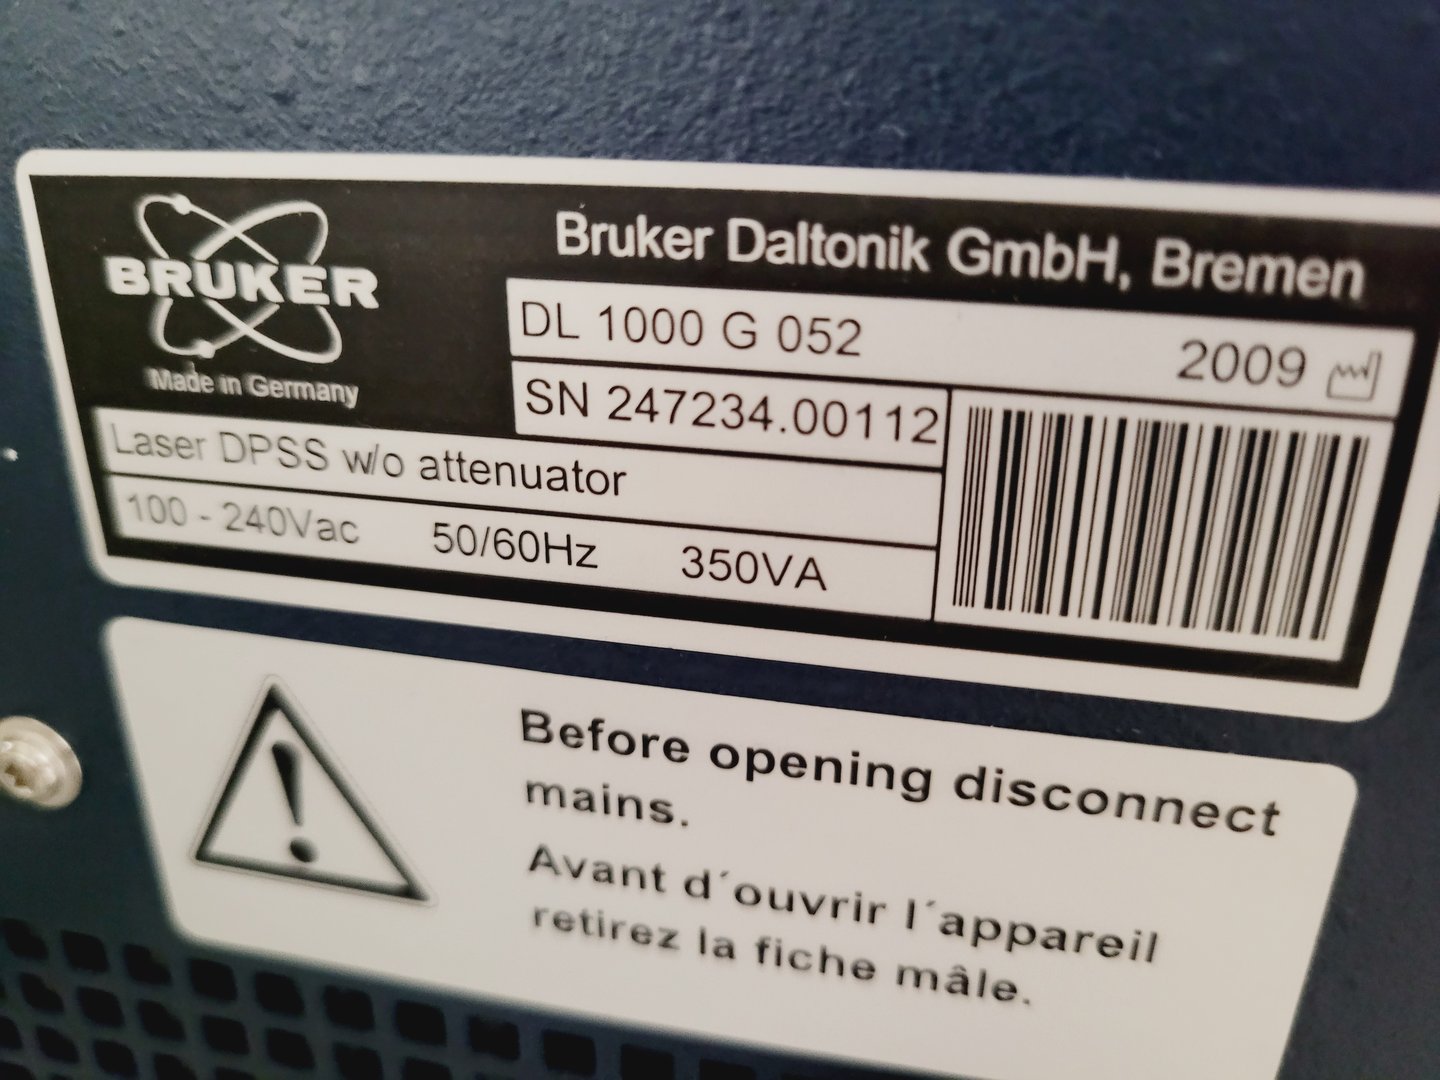 BRUKER
Made in Germany
Bruker Daltonik GmbH, Bremen
DL 1000 G 052 2009
SN 247234.00112
Laser DPSS w/o attenuator
100 - 240Vac 50/60Hz 350VA
Before opening disconnect
mains.
Avant d´ouvrir l´appareil
retirez la fiche mâle.